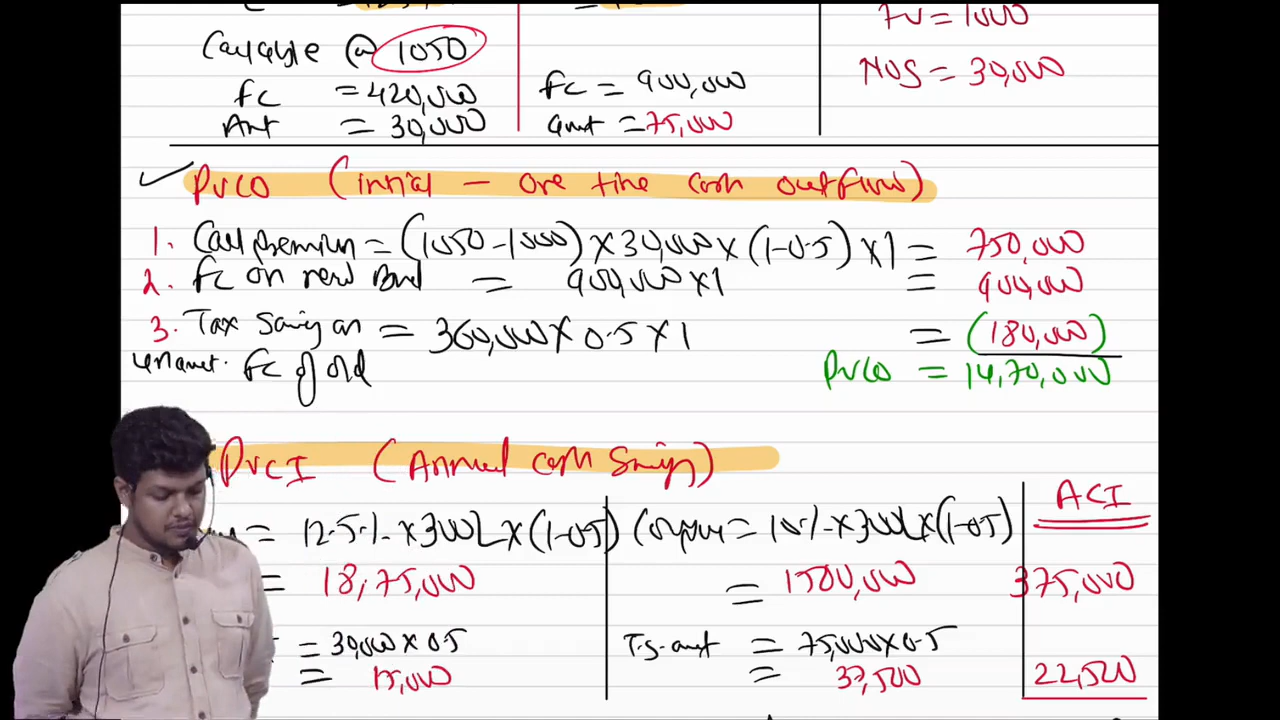 FV = 1000
Callable @ 1050
NOS = 30,000
FC = 420,000
FC = 900,000
Amt = 30,000
Amt = 75,000
PVCO (initial - one time cash outflows)
1. Call premium = (1050-1000) × 30,000 × (1-0.5) × 1 = 750,000
2. FC on new Bond = 900,000 × 1 = 900,000
3. Tax Saving on = 360,000 × 0.5 × 1 = (180,000)
unamort. FC of old
PVCO = 14,70,000
PVCI (Annual cash Savings)
ACI
= 12.5% × 300L × (1-0.5)
Coupon = 10% × 300L × (1-0.5)
= 18,75,000
= 1500,000
375,000
= 30,000 × 0.5
T.S. amt = 75,000 × 0.5
= 15,000
= 37,500
22,500